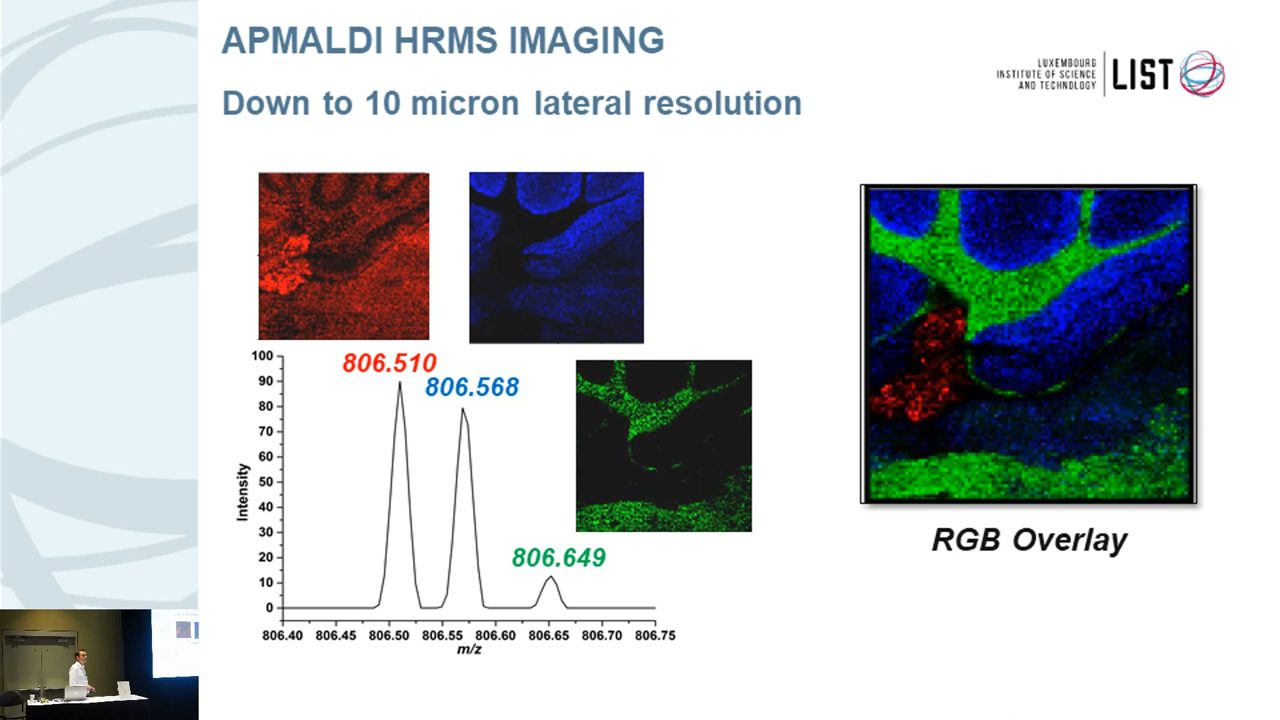 APMALDI HRMS IMAGING
Down to 10 micron lateral resolution
LUXEMBOURG
INSTITUTE OF SCIENCE
AND TECHNOLOGY
LIST
806.510
806.568
806.649
Intensity
100
90
80
70
60
50
40
30
20
10
0
806.40 806.45 806.50 806.55 806.60 806.65 806.70 806.75
m/z
RGB Overlay